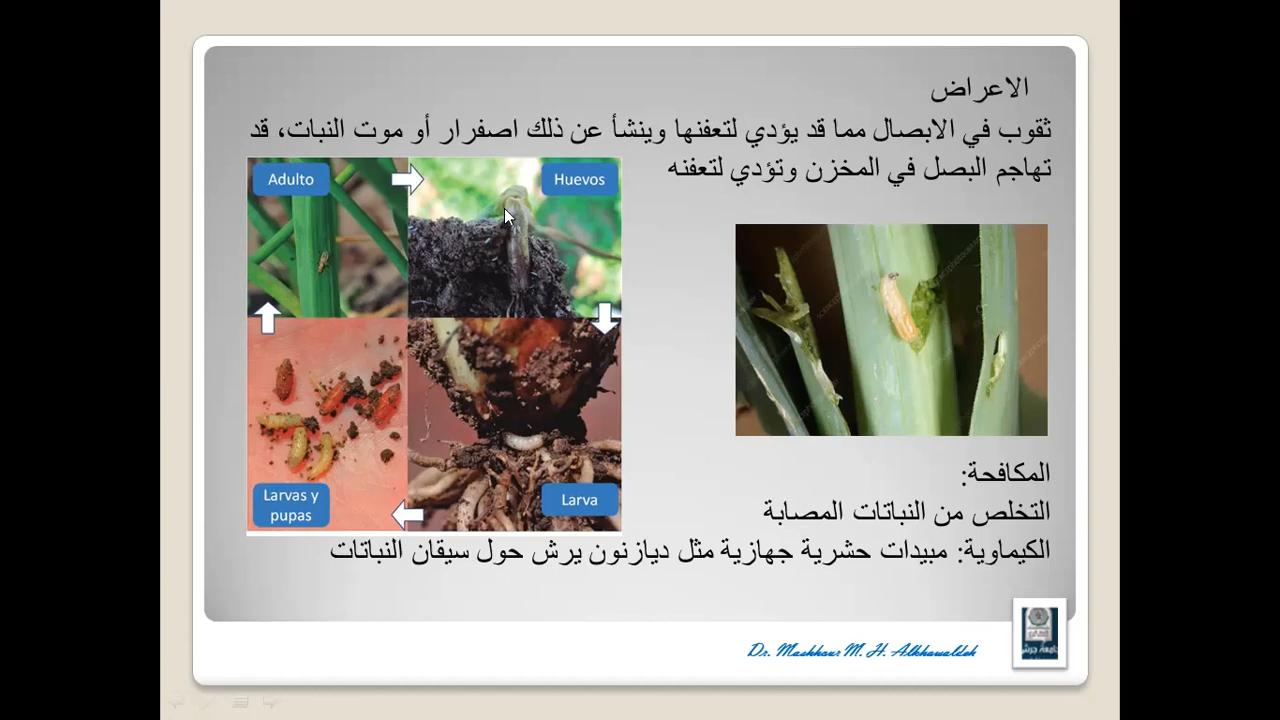 الاعراض
ثقوب في الابصال مما قد يؤدي لتعفنها وينشأ عن ذلك اصفرار أو موت النبات، قد
تهاجم البصل في المخزن وتؤدي لتعفنه
Adulto
Huevos
Larvas y
pupas
Larva
المكافحة:
التخلص من النباتات المصابة
الكيماوية: مبيدات حشرية جهازية مثل ديازنون يرش حول سيقان النباتات
Dr. Mashhour M. H. Alkhawaldeh